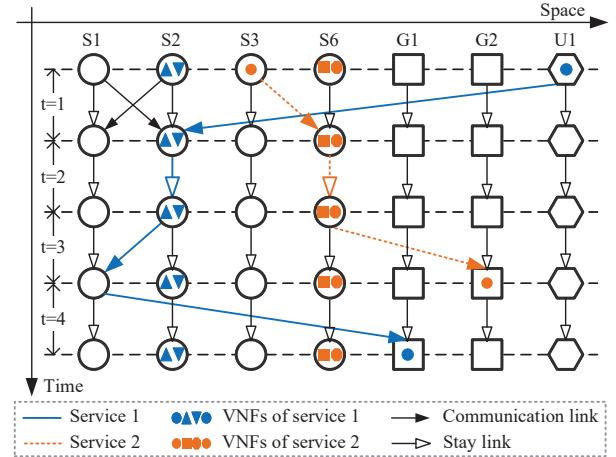 Space
S1 S2 S3 S6 G1 G2 U1
t=1
t=2
t=3
t=4
Time
Service 1 VNFs of service 1 Communication link
Service 2 VNFs of service 2 Stay link